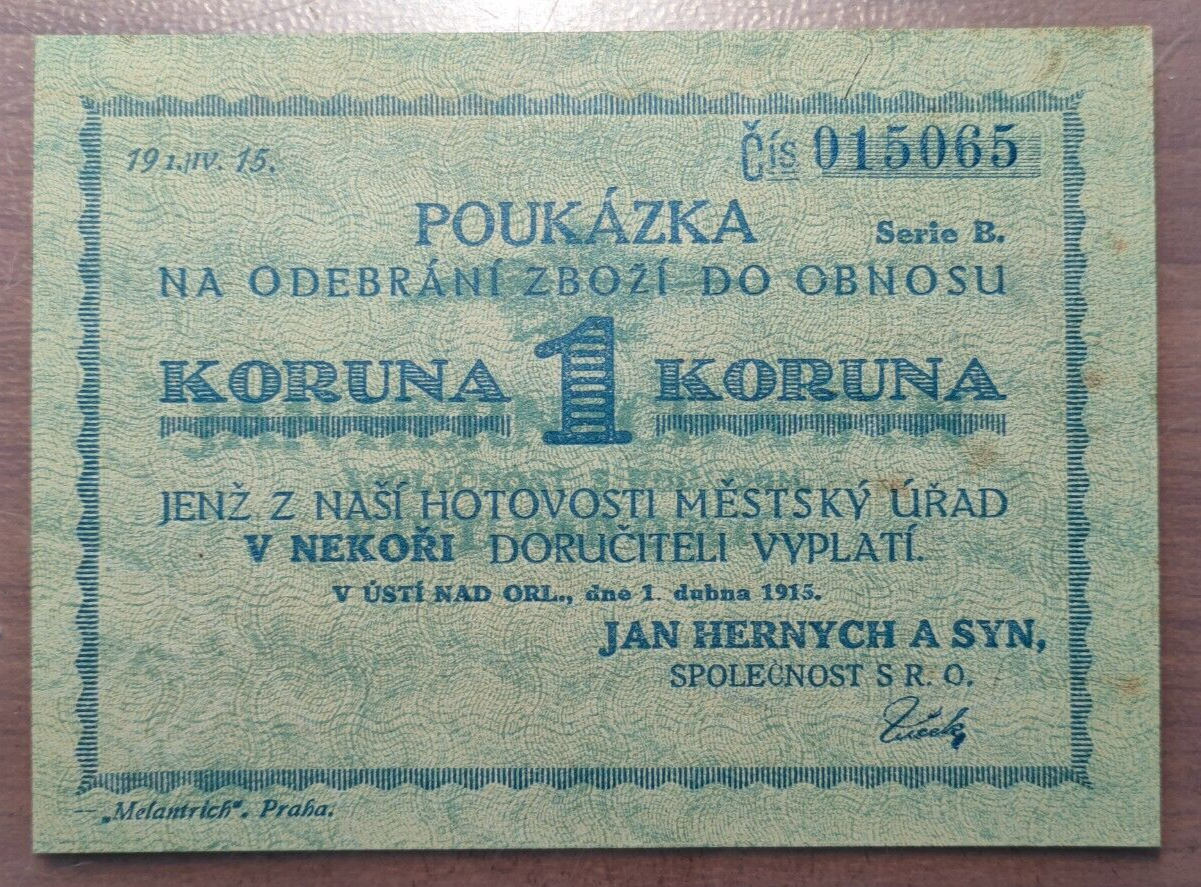 19 1./IV. 15.
Čís 015065
POUKÁZKA
Serie B.
NA ODEBRÁNÍ ZBOŽÍ DO OBNOSU
KORUNA 1 KORUNA
JENŽ Z NAŠÍ HOTOVOSTI MĚSTSKÝ ÚŘAD
V NEKOŘI DORUČITELI VYPLATÍ.
V ÚSTÍ NAD ORL., dne 1. dubna 1915.
JAN HERNYCH A SYN,
SPOLEČNOST S R. O.
„Melantrich“. Praha.